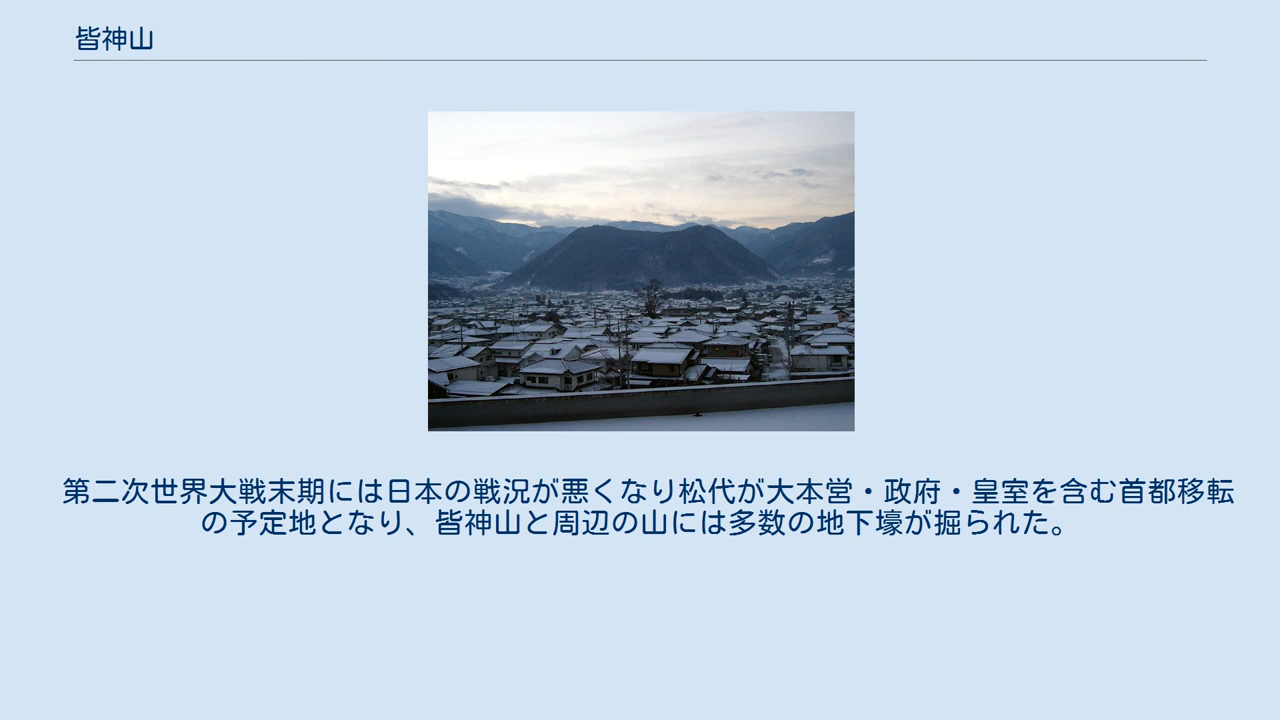 皆神山
第二次世界大戦末期には日本の戦況が悪くなり松代が大本営・政府・皇室を含む首都移転
の予定地となり、皆神山と周辺の山には多数の地下壕が掘られた。